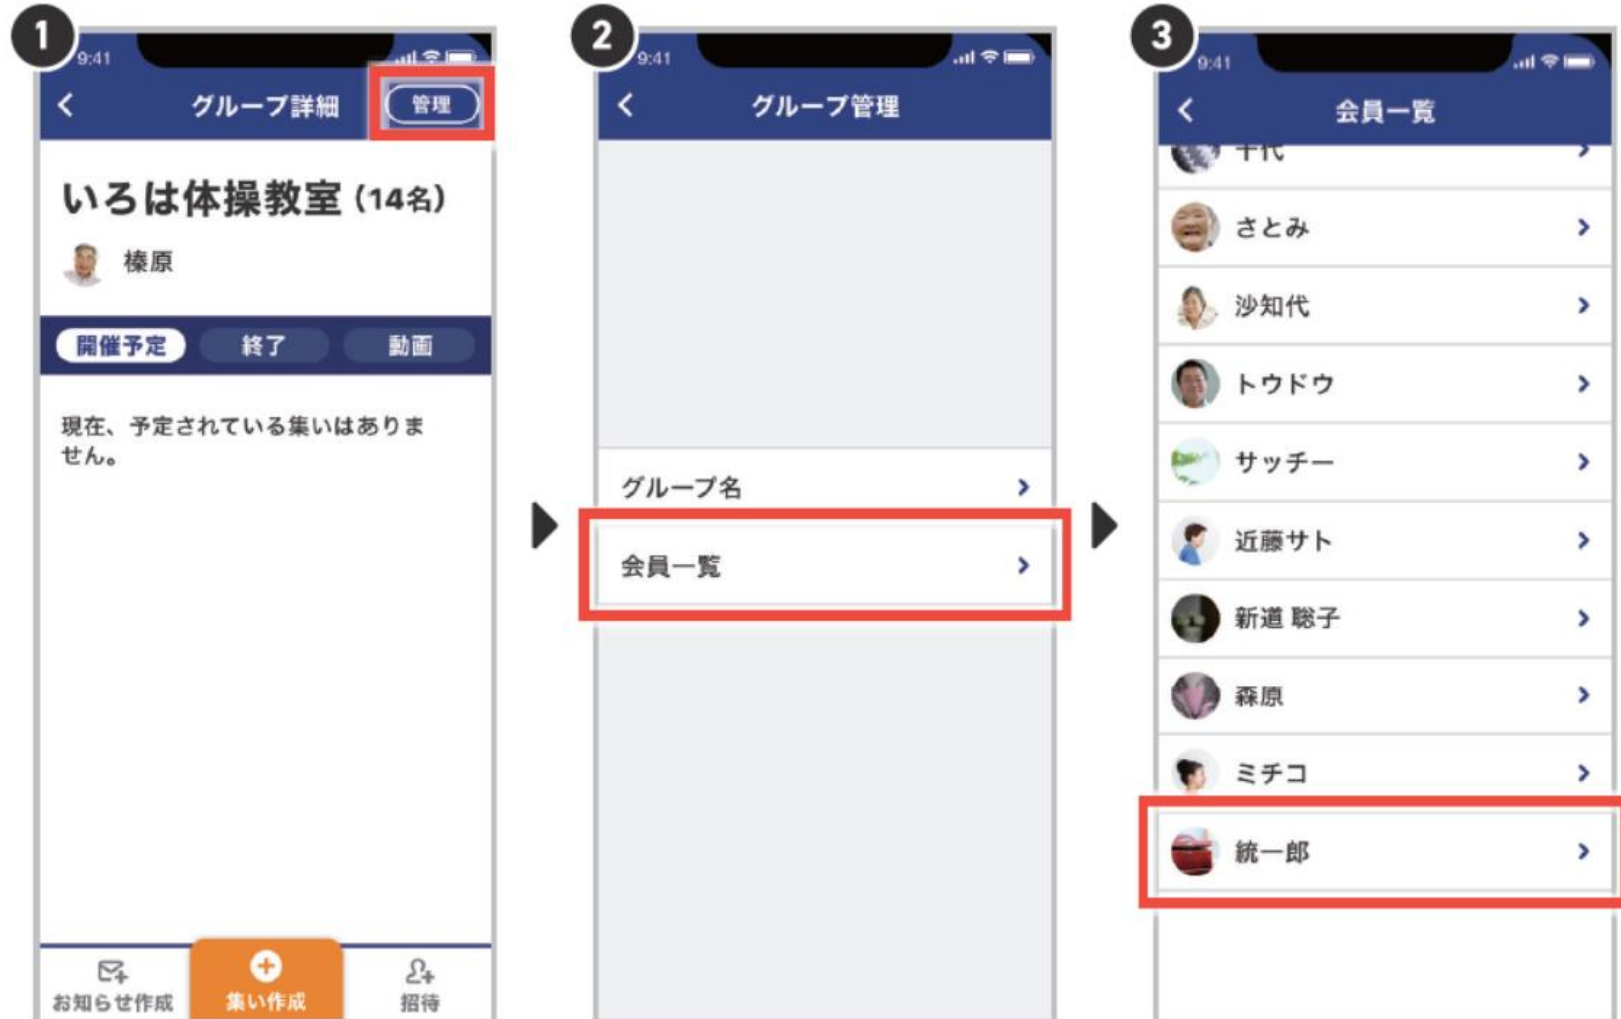 1
9:41
グループ詳細
管理
いろは体操教室（14名）
榛原
開催予定
終了
動画
現在、予定されている集いはありま
せん。
お知らせ作成
集い作成
招待
2
9:41
グループ管理
グループ名
会員一覧
3
9:41
会員一覧
千代
さとみ
沙知代
トウドウ
サッチー
近藤サト
新道 聡子
森原
ミチコ
統一郎